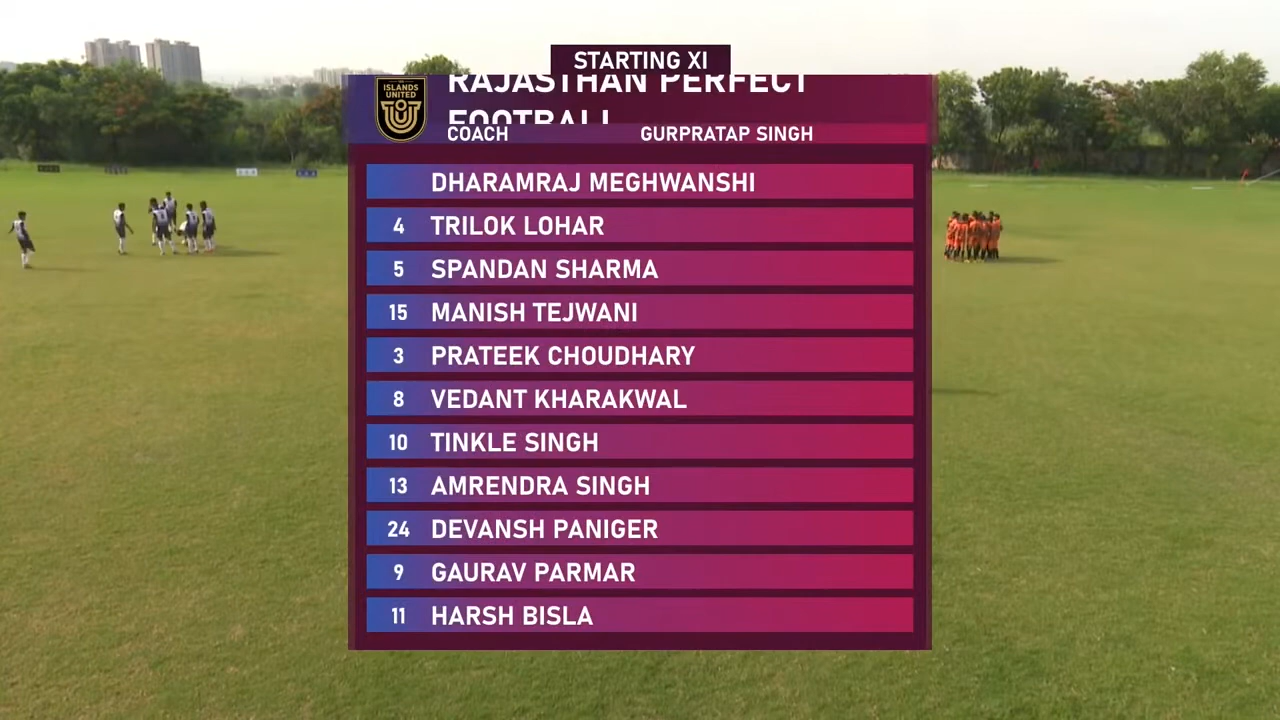 STARTING XI
ISLANDS
UNITED
RAJASTHAN PERFECT
FOOTBALL
COACH GURPRATAP SINGH
DHARAMRAJ MEGHWANSHI
4 TRILOK LOHAR
5 SPANDAN SHARMA
15 MANISH TEJWANI
3 PRATEEK CHOUDHARY
8 VEDANT KHARAKWAL
10 TINKLE SINGH
13 AMRENDRA SINGH
24 DEVANSH PANIGER
9 GAURAV PARMAR
11 HARSH BISLA